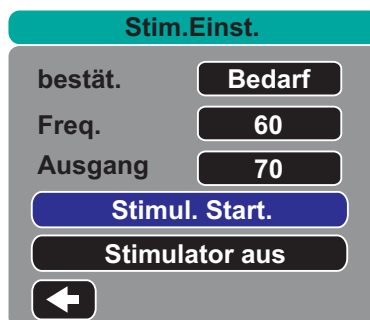 Stim.Einst.
bestät. Bedarf
Freq. 60
Ausgang 70
Stimul. Start.
Stimulator aus